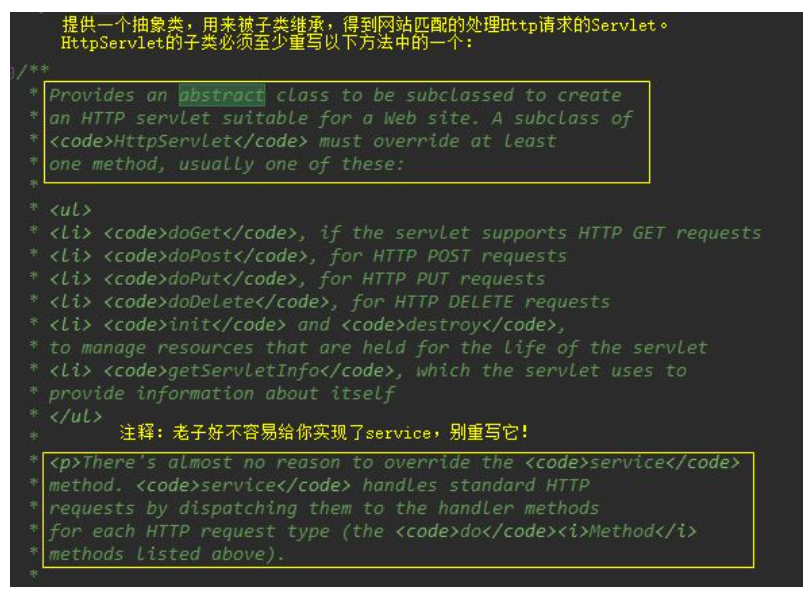 提供一个抽象类，用来被子类继承，得到网站匹配的处理Http请求的Servlet。
HttpServlet的子类必须至少重写以下方法中的一个：
/**
* Provides an abstract class to be subclassed to create
* an HTTP servlet suitable for a Web site. A subclass of
* <code>HttpServlet</code> must override at least
* one method, usually one of these:
*
* <ul>
* <li> <code>doGet</code>, if the servlet supports HTTP GET requests
* <li> <code>doPost</code>, for HTTP POST requests
* <li> <code>doPut</code>, for HTTP PUT requests
* <li> <code>doDelete</code>, for HTTP DELETE requests
* <li> <code>init</code> and <code>destroy</code>,
* to manage resources that are held for the life of the servlet
* <li> <code>getServletInfo</code>, which the servlet uses to
* provide information about itself
* </ul>
* 注释：老子好不容易给你实现了service，别重写它！
* <p>There's almost no reason to override the <code>service</code>
* method. <code>service</code> handles standard HTTP
* requests by dispatching them to the handler methods
* for each HTTP request type (the <code>do</code><i>Method</i>
* methods listed above).
*